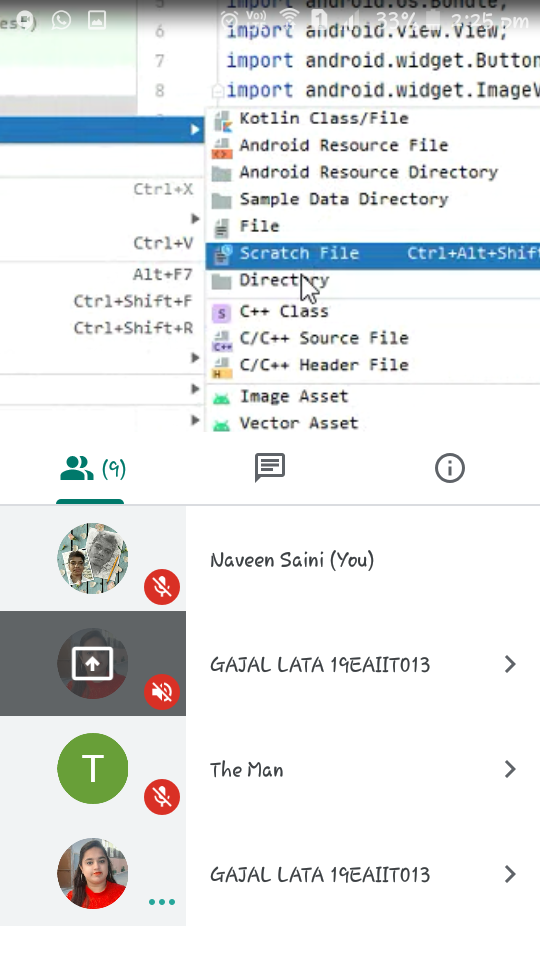 33% 2:25 pm
5 import android.os.Bundle;
6 import android.view.View;
7 import android.widget.Button
8 import android.widget.ImageV
Kotlin Class/File
Android Resource File
Android Resource Directory
Ctrl+X
Sample Data Directory
File
Ctrl+V
Scratch File Ctrl+Alt+Shift
Alt+F7
Directory
Ctrl+Shift+F
C++ Class
Ctrl+Shift+R
C/C++ Source File
C/C++ Header File
Image Asset
Vector Asset
(9)
Naveen Saini (You)
GAJAL LATA 19EAIIT013
T
The Man
GAJAL LATA 19EAIIT013